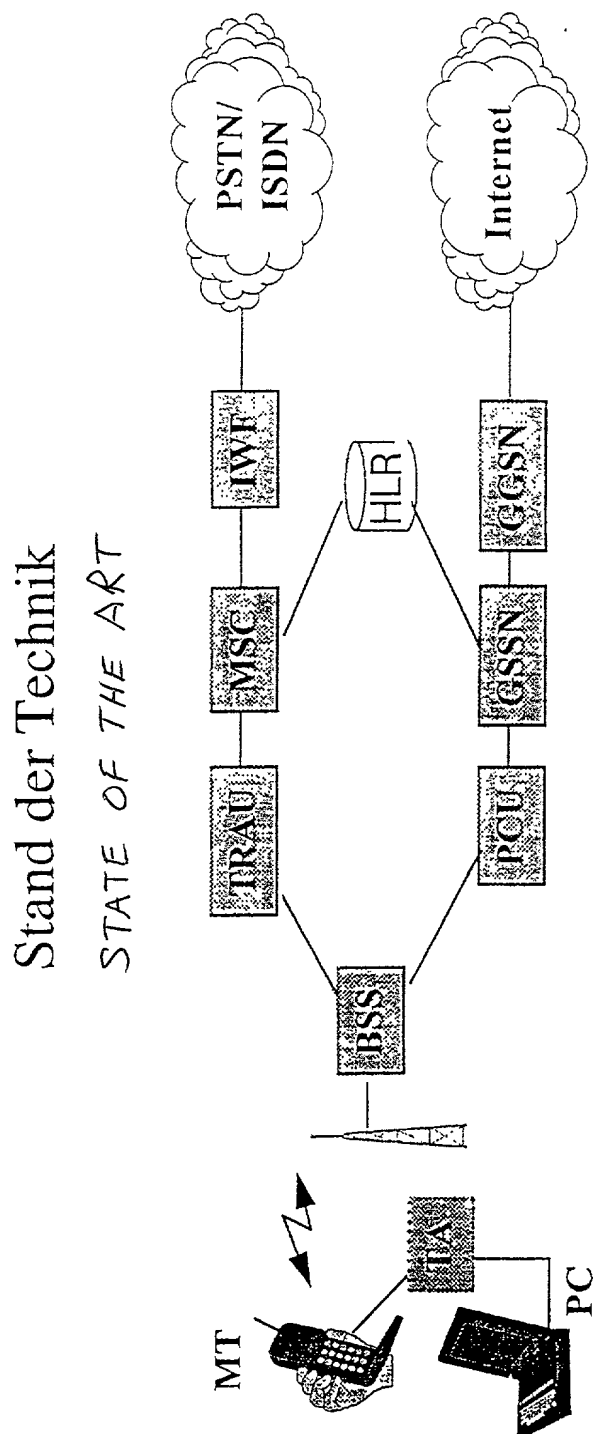 Stand der Technik
STATE OF THE ART
MT
TA
PC
BSS
TRAU
MSC
IWF
PSTN/
ISDN
HLR
PCU
GSSN
GGSN
Internet